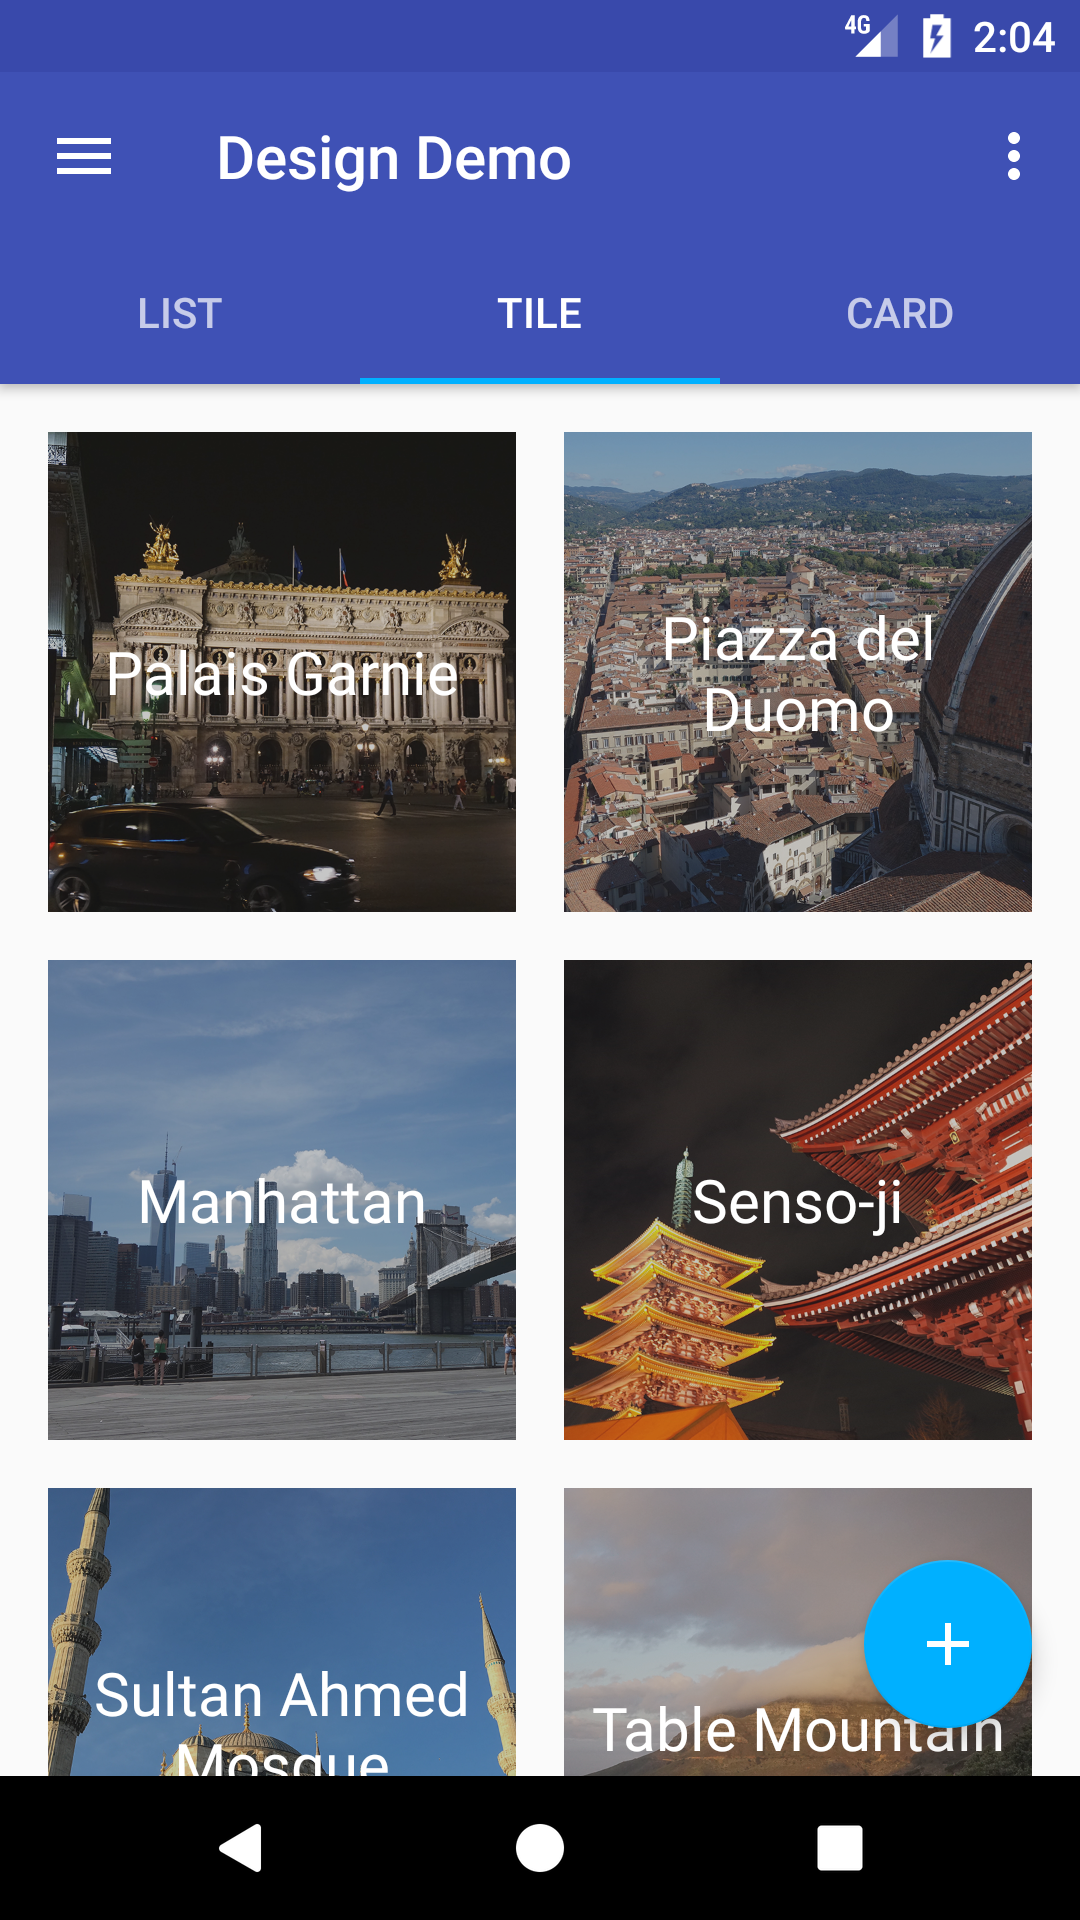 4G 2:04
Design Demo
LIST TILE CARD
Palais Garnie
Piazza del
Duomo
Manhattan
Senso-ji
Sultan Ahmed
Mosque
Table Mountain